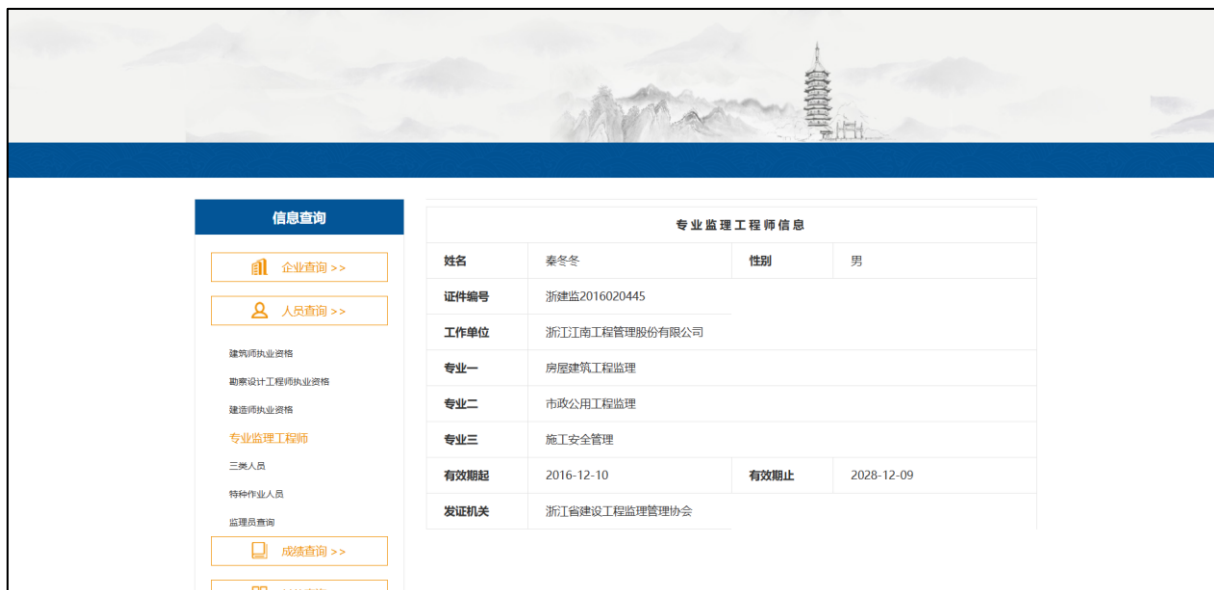 信息查询
企业查询 >>
人员查询 >>
建筑师执业资格
勘察设计工程师执业资格
建造师执业资格
专业监理工程师
三类人员
特种作业人员
监理员查询
成绩查询 >>
专业监理工程师信息
姓名 秦冬冬 性别 男
证件编号 浙建监2016020445
工作单位 浙江江南工程管理股份有限公司
专业一 房屋建筑工程监理
专业二 市政公用工程监理
专业三 施工安全管理
有效期起 2016-12-10 有效期止 2028-12-09
发证机关 浙江省建设工程监理管理协会